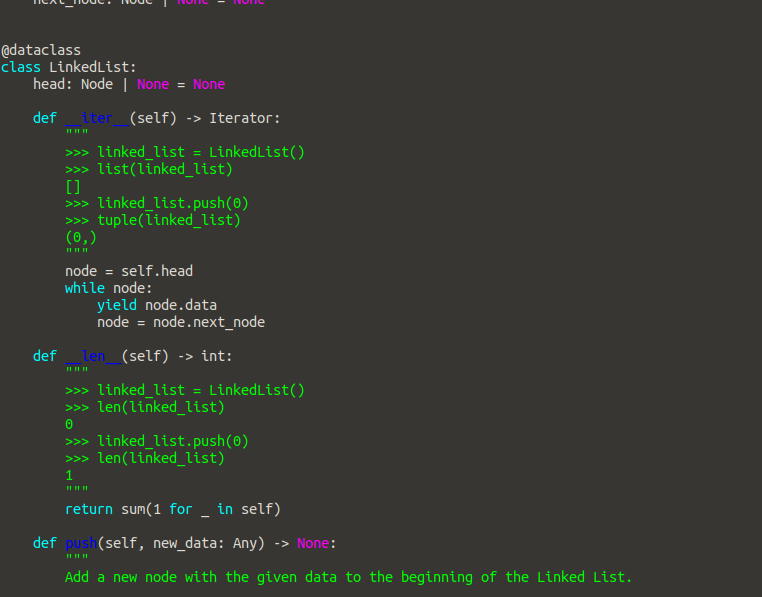 next_node: Node | None = None
@dataclass
class LinkedList:
    head: Node | None = None
    def __iter__(self) -> Iterator:
        """
        >>> linked_list = LinkedList()
        >>> list(linked_list)
        []
        >>> linked_list.push(0)
        >>> tuple(linked_list)
        (0,)
        """
        node = self.head
        while node:
            yield node.data
            node = node.next_node
    def __len__(self) -> int:
        """
        >>> linked_list = LinkedList()
        >>> len(linked_list)
        0
        >>> linked_list.push(0)
        >>> len(linked_list)
        1
        """
        return sum(1 for _ in self)
    def push(self, new_data: Any) -> None:
        """
        Add a new node with the given data to the beginning of the Linked List.